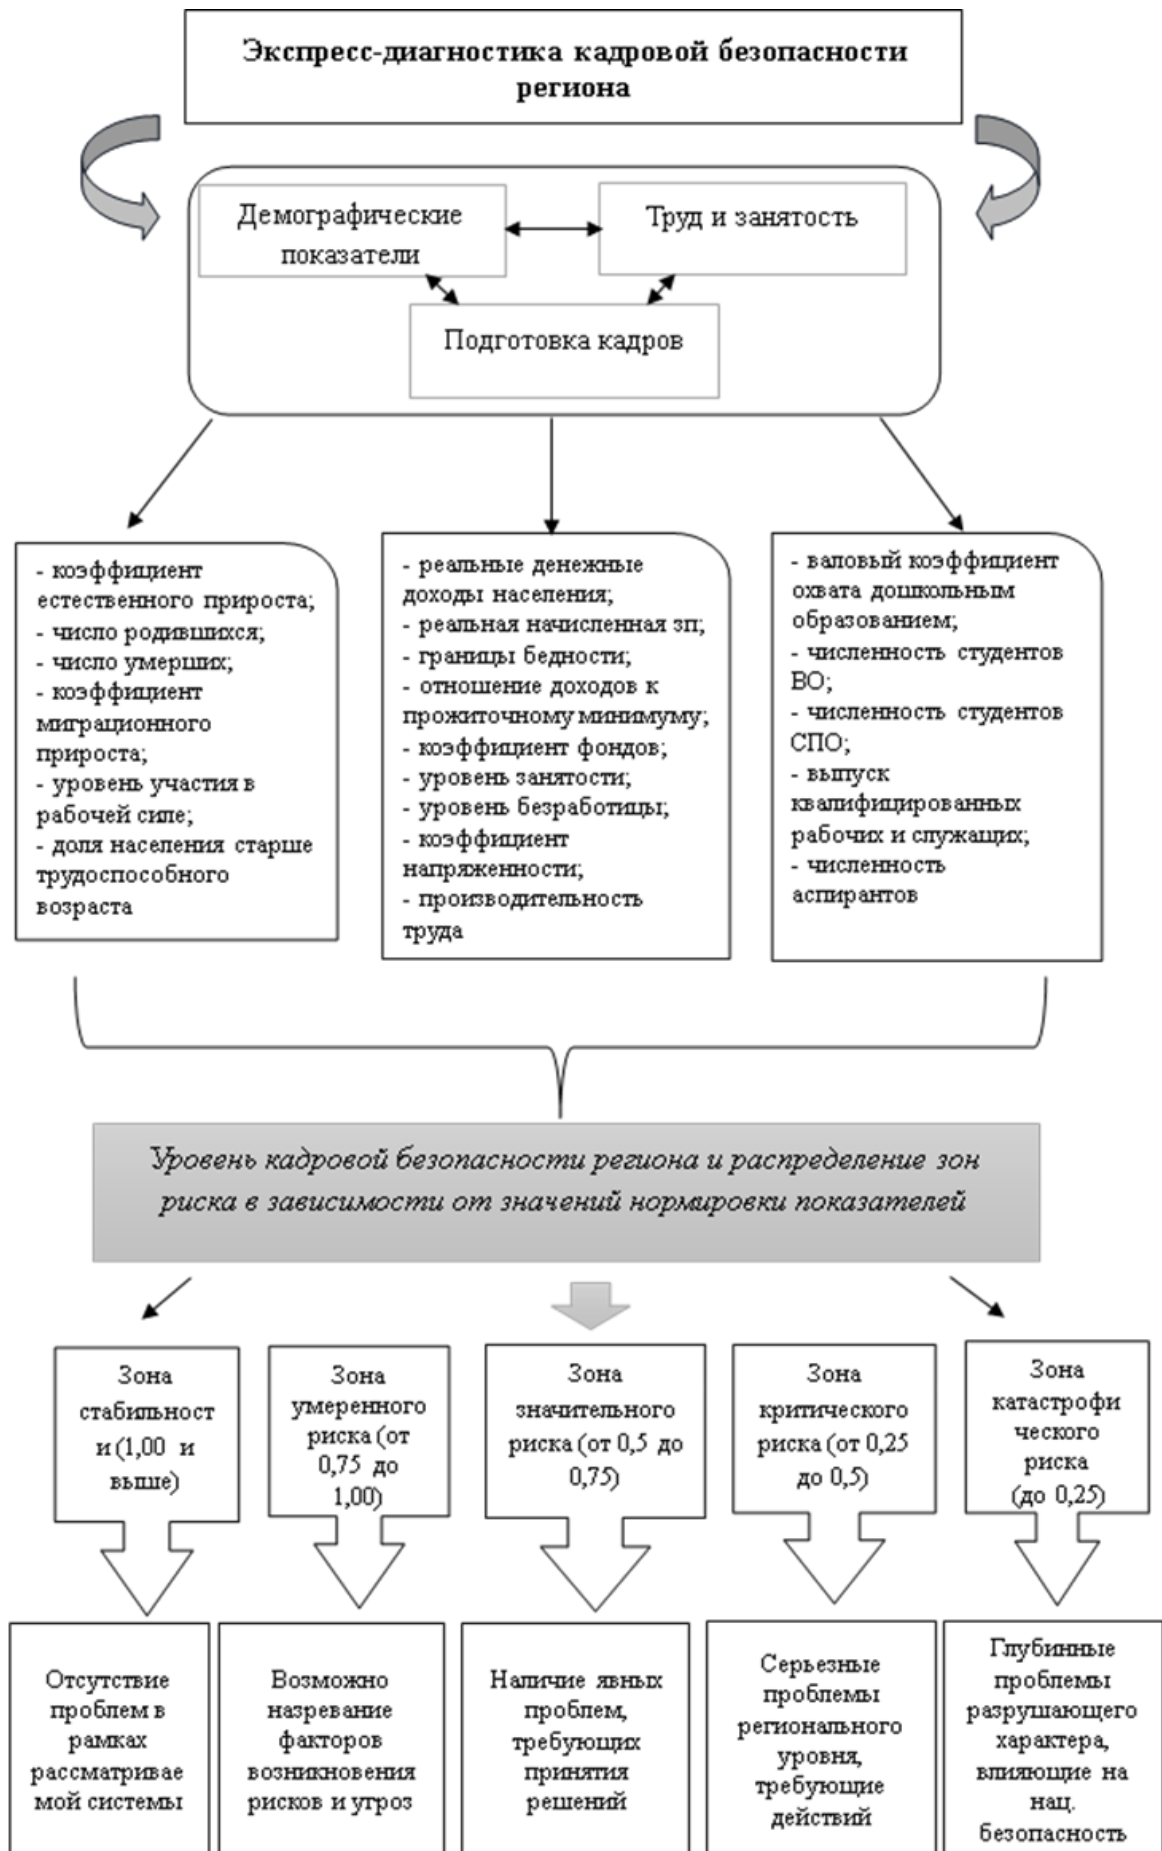 Экспресс-диагностика кадровой безопасности
региона
Демографические
показатели
Труд и занятость
Подготовка кадров
- коэффициент
естественного прироста;
- число родившихся;
- число умерших;
- коэффициент
миграционного
прироста;
- уровень участия в
рабочей силе;
- доля населения старше
трудоспособного
возраста
- реальные денежные
доходы населения;
- реальная начисленная зп;
- границы бедности;
- отношение доходов к
прожиточному минимуму;
- коэффициент фондов;
- уровень занятости;
- уровень безработицы;
- коэффициент
напряженности;
- производительность
труда
- валовый коэффициент
охвата дошкольным
образованием;
- численность студентов
ВО;
- численность студентов
СПО;
- выпуск
квалифицированных
рабочих и служащих;
- численность
аспирантов
Уровень кадровой безопасности региона и распределение зон
риска в зависимости от значений нормировки показателей
Зона
стабильност
и (1,00 и
выше)
Зона
умеренного
риска (от
0,75 до
1,00)
Зона
значительного
риска (от 0,5 до
0,75)
Зона
критического
риска (от 0,25
до 0,5)
Зона
катастрофи
ческого
риска
(до 0,25)
Отсутствие
проблем в
рамках
рассматривае
мой системы
Возможно
назревание
факторов
возникновения
рисков и угроз
Наличие явных
проблем,
требующих
принятия
решений
Серьезные
проблемы
регионального
уровня,
требующие
действий
Глубинные
проблемы
разрушающего
характера,
влияющие на
нац.
безопасность